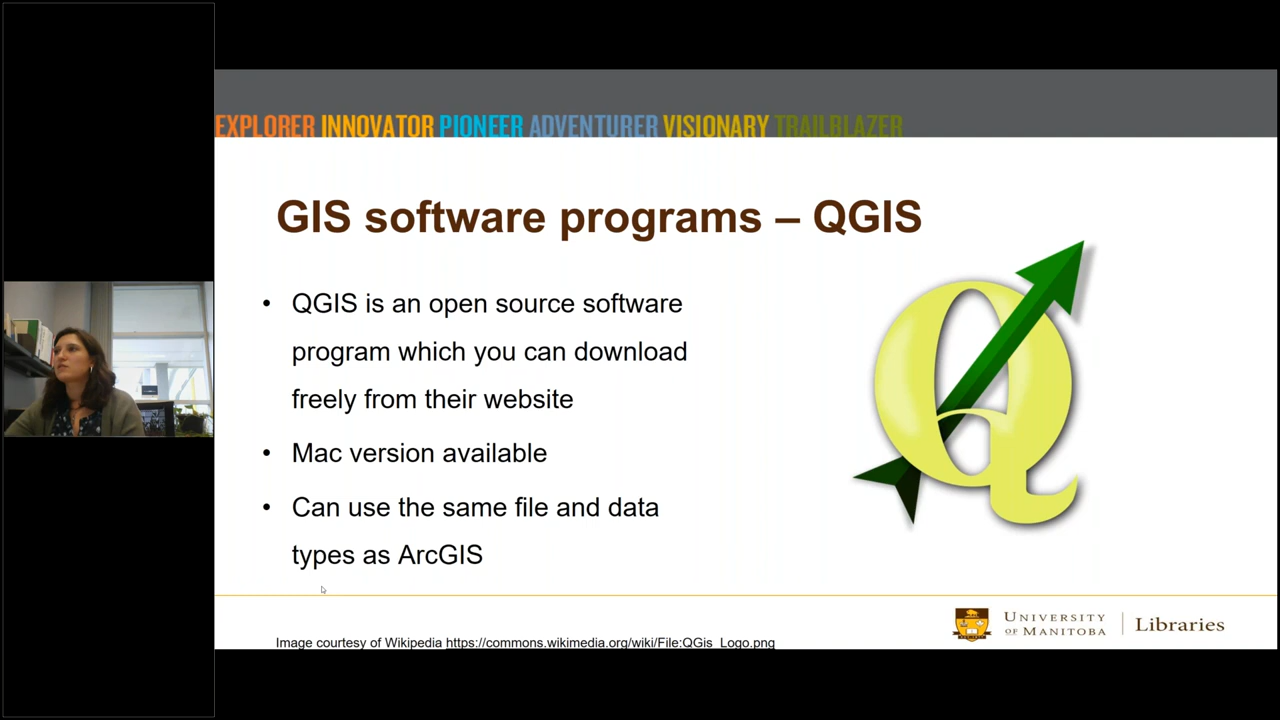 EXPLORER INNOVATOR PIONEER ADVENTURER VISIONARY TRAILBLAZER
GIS software programs – QGIS
• QGIS is an open source software
program which you can download
freely from their website
• Mac version available
• Can use the same file and data
types as ArcGIS
Image courtesy of Wikipedia https://commons.wikimedia.org/wiki/File:QGis_Logo.png
UNIVERSITY
OF MANITOBA
Libraries